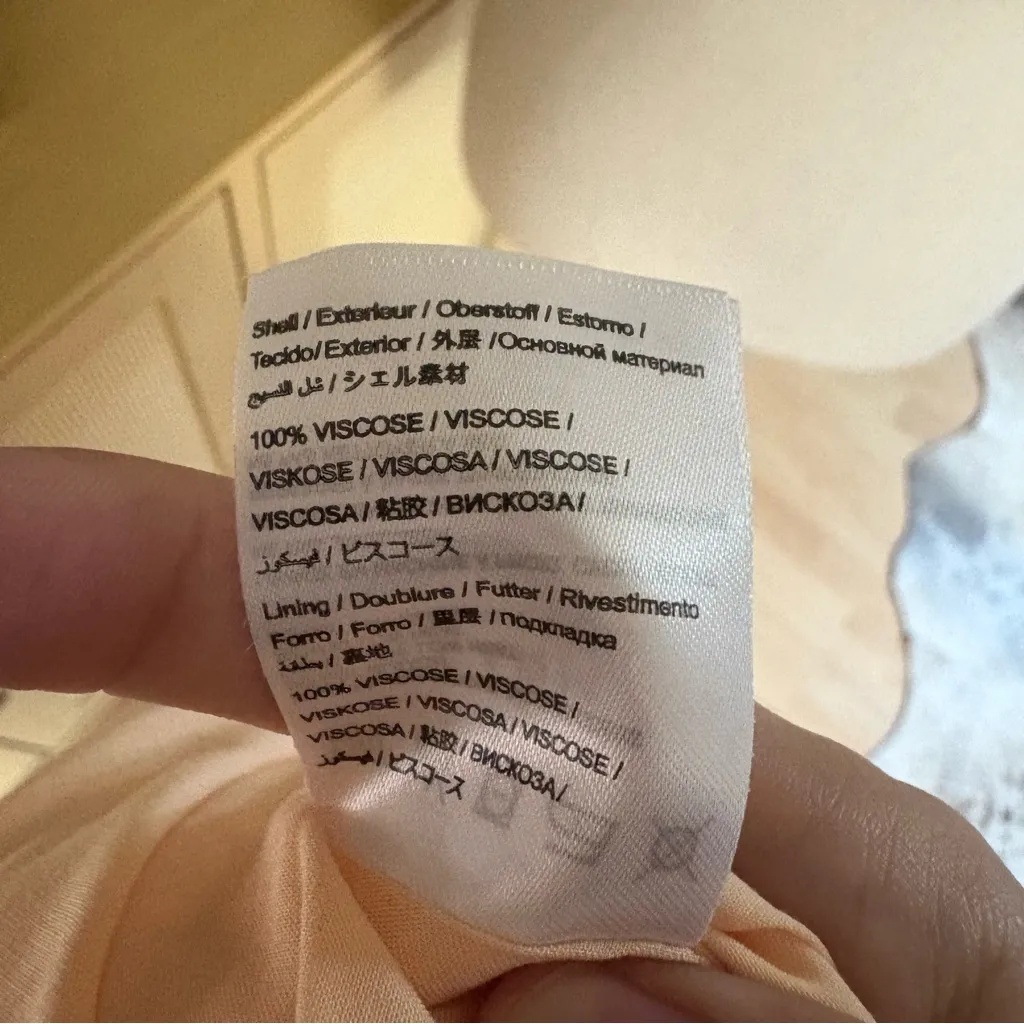 Shell / Exterieur / Oberstoff / Estorno /
Tecido/Exterior / 外层 /Основной материал
شل النسيج / シェル素材
100% VISCOSE / VISCOSE /
VISKOSE / VISCOSA / VISCOSE /
VISCOSA / 粘胶 / ВИСКОЗА /
فيسكوز / ビスコース
Lining / Doublure / Futter / Rivestimento
Forro / Forro / 里层 / подкладка
بطانة / 裏地
100% VISCOSE / VISCOSE /
VISKOSE / VISCOSA / VISCOSE /
VISCOSA / 粘胶 / ВИСКОЗА /
فيسكوز / ビスコース